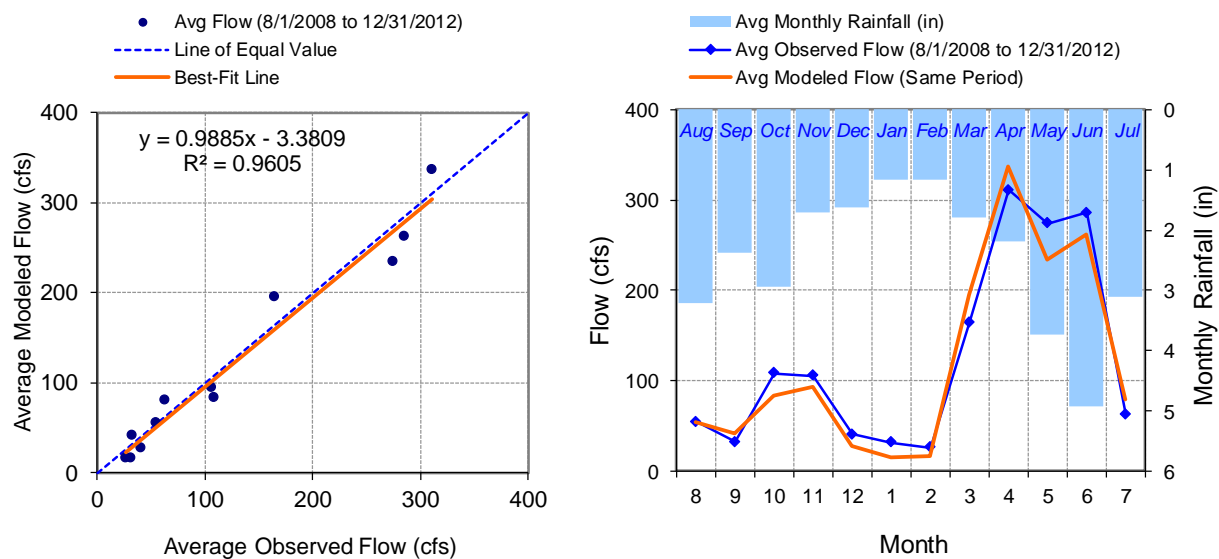 Avg Flow (8/1/2008 to 12/31/2012)
Line of Equal Value
Best-Fit Line
y = 0.9885x - 3.3809
R² = 0.9605
Average Modeled Flow (cfs)
400
300
200
100
0
0 100 200 300 400
Average Observed Flow (cfs)
Avg Monthly Rainfall (in)
Avg Observed Flow (8/1/2008 to 12/31/2012)
Avg Modeled Flow (Same Period)
Flow (cfs)
400
300
200
100
0
Aug Sep Oct Nov Dec Jan Feb Mar Apr May Jun Jul
0
1
2
3
4
5
6
Monthly Rainfall (in)
8 9 10 11 12 1 2 3 4 5 6 7
Month